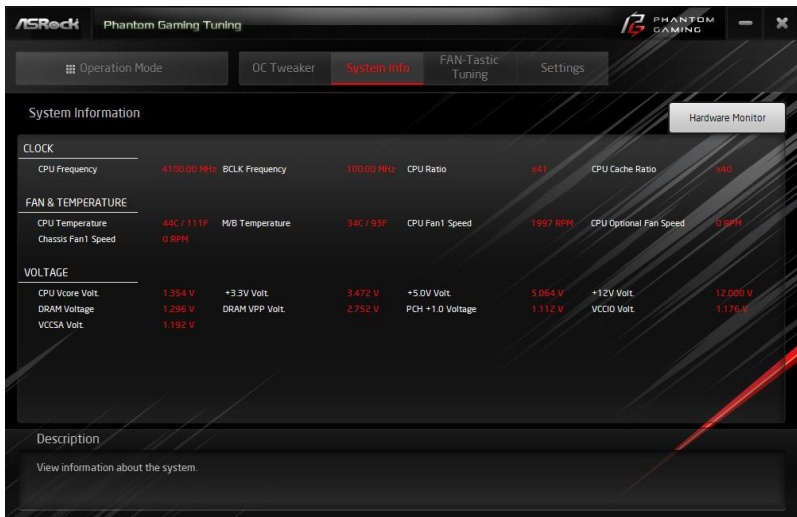 ASRock Phantom Gaming Tuning PHANTOM GAMING
Operation Mode OC Tweaker System Info FAN-Tastic Tuning Settings
System Information Hardware Monitor
CLOCK
CPU Frequency 4100.00 MHz BCLK Frequency 100.00 MHz CPU Ratio x41 CPU Cache Ratio x40
FAN & TEMPERATURE
CPU Temperature 44C / 111F M/B Temperature 34C / 93F CPU Fan1 Speed 1997 RPM CPU Optional Fan Speed 0 RPM
Chassis Fan1 Speed 0 RPM
VOLTAGE
CPU Vcore Volt. 1.354 V +3.3V Volt. 3.472 V +5.0V Volt. 5.064 V +12V Volt. 12.000 V
DRAM Voltage 1.296 V DRAM VPP Volt. 2.752 V PCH +1.0 Voltage 1.112 V VCCIO Volt. 1.176 V
VCCSA Volt. 1.192 V
Description
View information about the system.